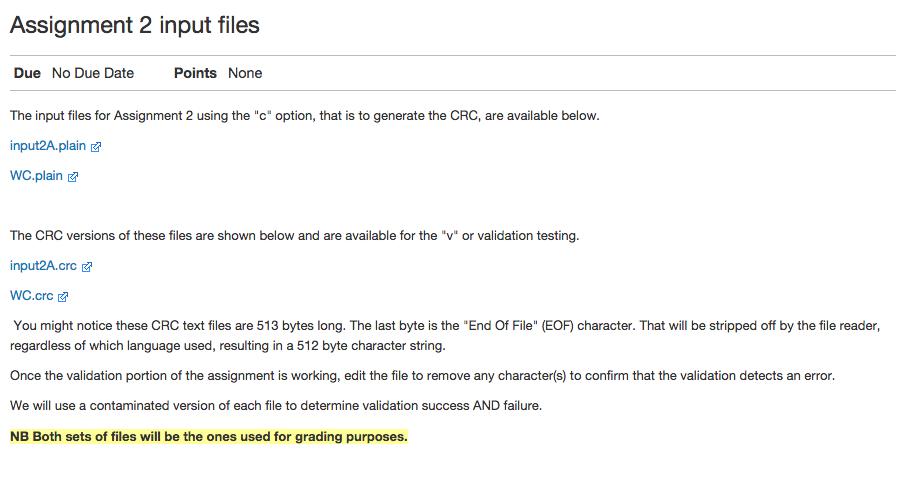 Assignment 2 input files
Due No Due Date Points None
The input files for Assignment 2 using the "c" option, that is to generate the CRC, are available below.
input2A.plain
WC.plain
The CRC versions of these files are shown below and are available for the "v" or validation testing.
input2A.crc
WC.crc
You might notice these CRC text files are 513 bytes long. The last byte is the "End Of File" (EOF) character. That will be stripped off by the file reader,
regardless of which language used, resulting in a 512 byte character string.
Once the validation portion of the assignment is working, edit the file to remove any character(s) to confirm that the validation detects an error.
We will use a contaminated version of each file to determine validation success AND failure.
NB Both sets of files will be the ones used for grading purposes.